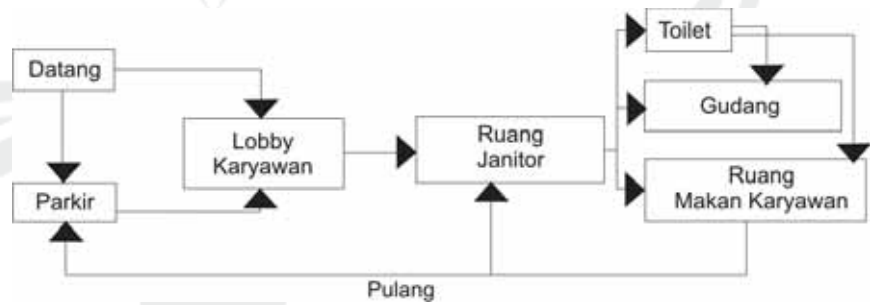 Datang
Parkir
Lobby
Karyawan
Ruang
Janitor
Toilet
Gudang
Ruang
Makan Karyawan
Pulang